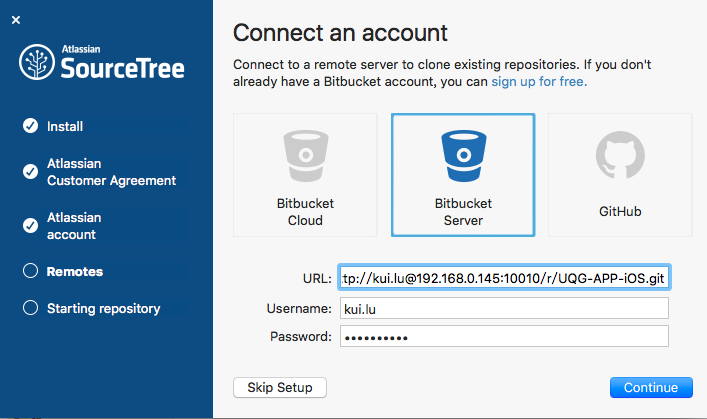 Atlassian
SourceTree
Install
Atlassian
Customer Agreement
Atlassian
account
Remotes
Starting repository
Connect an account
Connect to a remote server to clone existing repositories. If you don't
already have a Bitbucket account, you can sign up for free.
Bitbucket
Cloud
Bitbucket
Server
GitHub
URL: tp://kui.lu@192.168.0.145:10010/r/UQG-APP-iOS.git
Username: kui.lu
Password: ••••••••••
Skip Setup
Continue